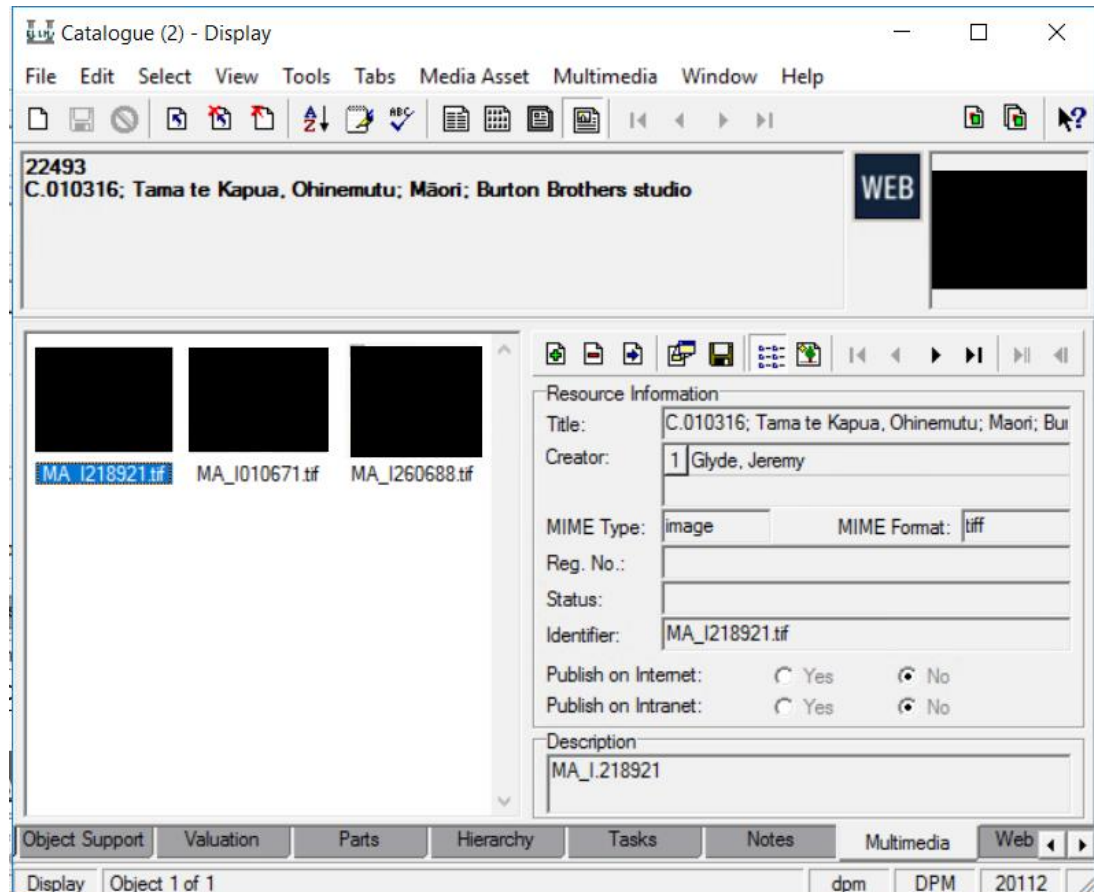 Catalogue (2) - Display
File Edit Select View Tools Tabs Media Asset Multimedia Window Help
22493
C.010316; Tama te Kapua, Ohinemutu; Māori; Burton Brothers studio
WEB
MA_I218921.tif MA_I010671.tif MA_I260688.tif
Resource Information
Title: C.010316; Tama te Kapua, Ohinemutu; Maori; Bur
Creator: 1 Glyde, Jeremy
MIME Type: image MIME Format: tiff
Reg. No.:
Status:
Identifier: MA_I218921.tif
Publish on Internet: Yes No
Publish on Intranet: Yes No
Description
MA_I.218921
Object Support Valuation Parts Hierarchy Tasks Notes Multimedia Web
Display Object 1 of 1 dpm DPM 20112